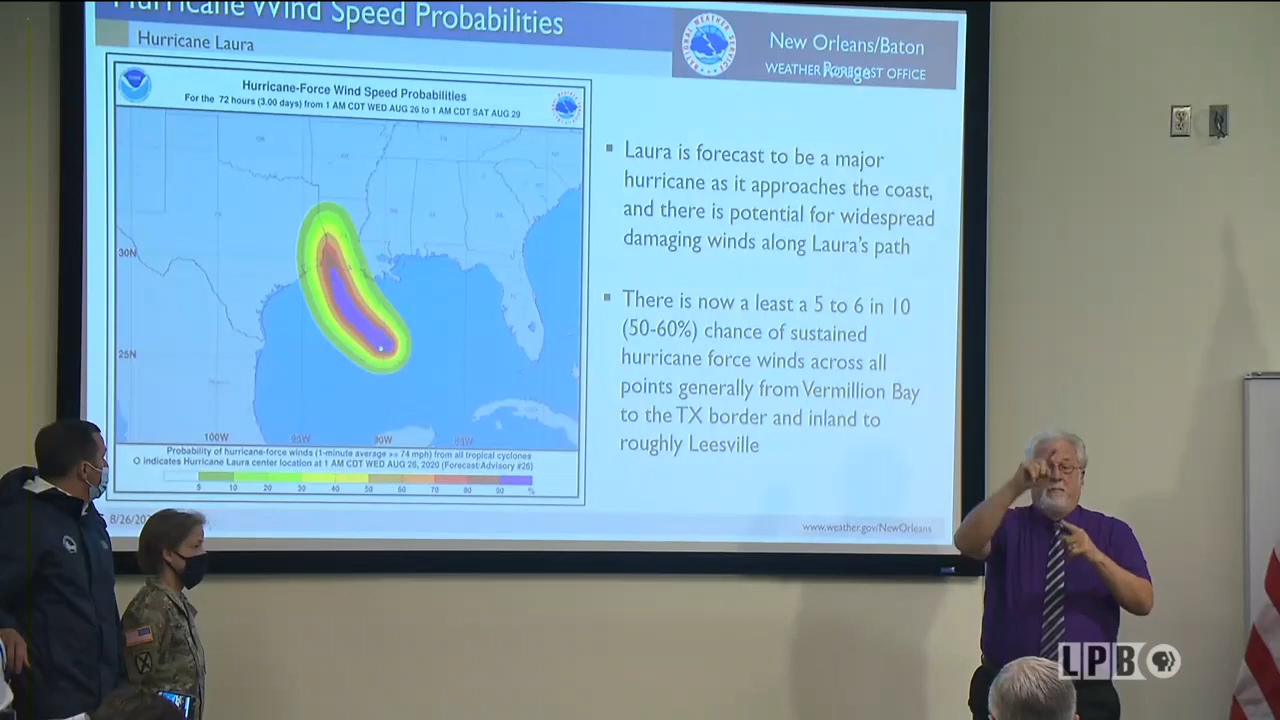 Hurricane Wind Speed Probabilities
Hurricane Laura
New Orleans/Baton
Rouge
WEATHER FORECAST OFFICE
NATIONAL WEATHER SERVICE
Hurricane-Force Wind Speed Probabilities
For the 72 hours (3.00 days) from 1 AM CDT WED AUG 26 to 1 AM CDT SAT AUG 29
30N
25N
100W
95W
90W
85W
Probability of hurricane-force winds (1-minute average >= 74 mph) from all tropical cyclones
O indicates Hurricane Laura center location at 1 AM CDT WED AUG 26, 2020 (Forecast/Advisory #26)
5 10 20 30 40 50 60 70 80 90 %
Laura is forecast to be a major
hurricane as it approaches the coast,
and there is potential for widespread
damaging winds along Laura's path
There is now a least a 5 to 6 in 10
(50-60%) chance of sustained
hurricane force winds across all
points generally from Vermillion Bay
to the TX border and inland to
roughly Leesville
8/26/20
www.weather.gov/NewOrleans
LPB